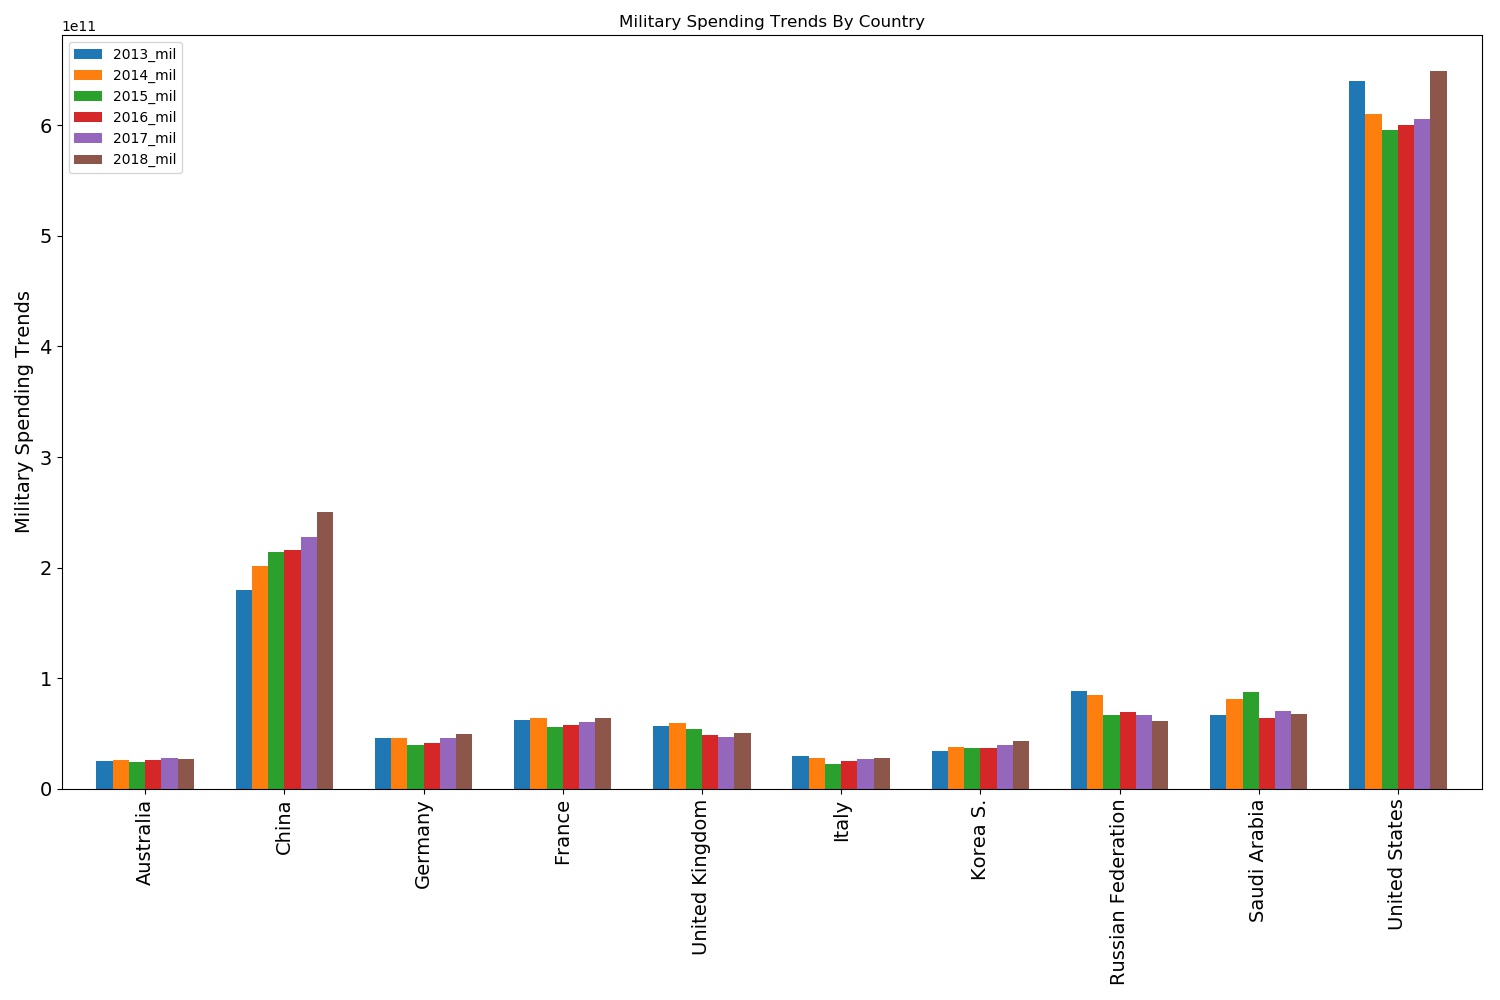 Military Spending Trends By Country
1e11
2013_mil
2014_mil
2015_mil
2016_mil
2017_mil
2018_mil
6
5
4
3
2
1
0
Military Spending Trends
Australia
China
Germany
France
United Kingdom
Italy
Korea S.
Russian Federation
Saudi Arabia
United States